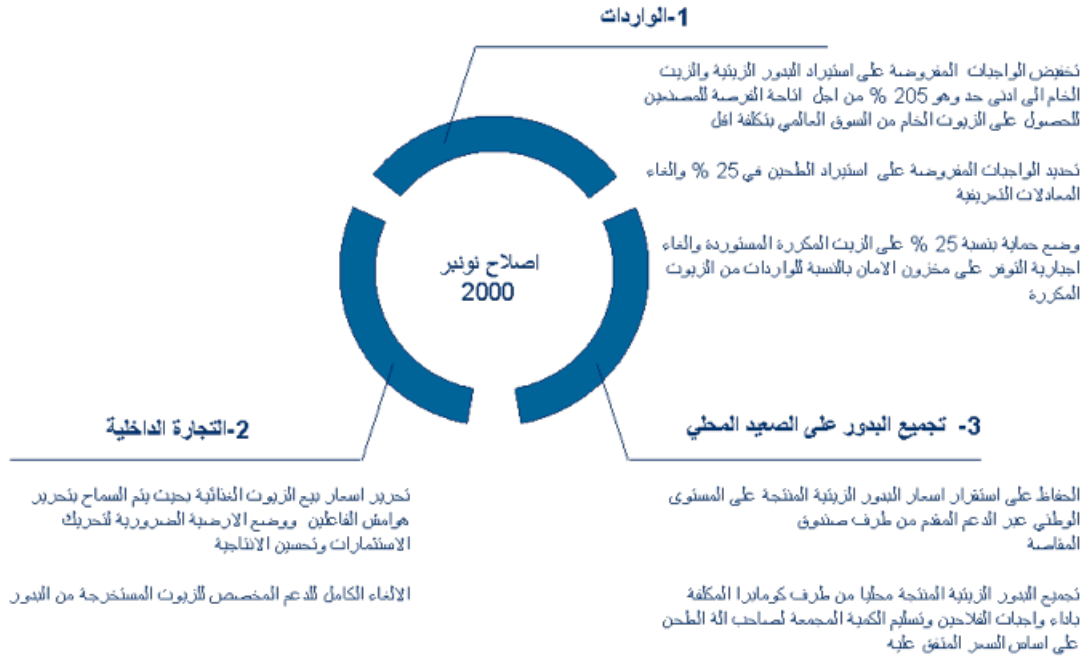 1-الواردات
تخفيض الواجبات المفروضة على استيراد البدور الزيتية والزيت
الخام الى ادنى حد وهو 205 % من اجل اتاحة الفرصة للمصنعين
للحصول على الزيوت الخام من السوق العالمي بتكلفة اقل
تحديد الواجبات المفروضة على استيراد الطحين في 25 % والغاء
المعادلات التعريفية
وضع حماية بنسبة 25 % على الزيت المكررة المستوردة والغاء
اجبارية التوفر على مخزون الامان بالنسبة للواردات من الزيوت
المكررة
اصلاح نونبر
2000
2-التجارة الداخلية
تحرير اسعار بيع الزيوت الغذائية بحيت يتم السماح بتحرير
هوامش الفاعلين ووضع الارضية الضرورية لتحريك
الاستثمارات وتحسين الانتاجية
الالغاء الكامل للدعم المخصص للزيوت المستخرجة من البدور
3- تجميع البدور على الصعيد المحلي
الحفاظ على استقرار اسعار البدور الزيتية المنتجة على المستوى
الوطني عبر الدعم المقدم من طرف صندوق
المقاصة
تجميع البدور الزيتية المنتجة محليا من طرف كومابرا المكلفة
باداء واجبات الفلاحين وتسليم الكمية المجمعة لصاحب الة الطحن
على اساس السعر المتفق عليه